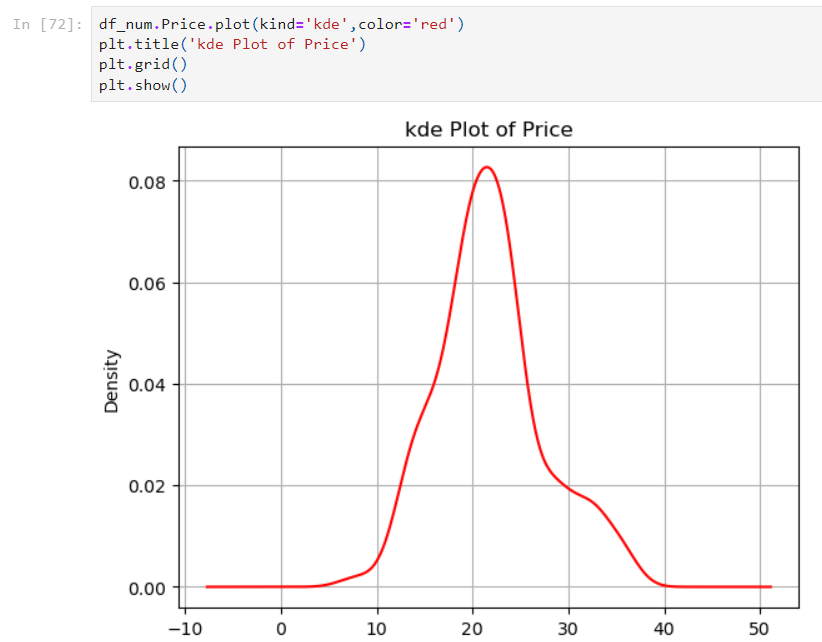 In [72]: df_num.Price.plot(kind='kde',color='red')
plt.title('kde Plot of Price')
plt.grid()
plt.show()
kde Plot of Price
0.08
0.06
0.04
0.02
0.00
Density
−10 0 10 20 30 40 50